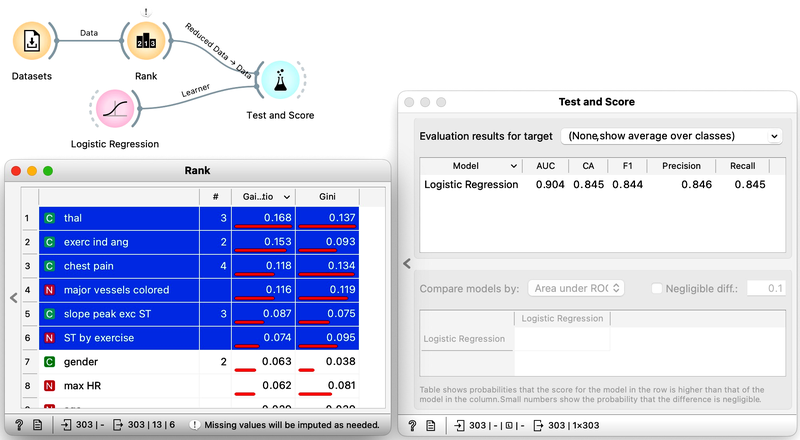 !
Data
213
Reduced Data → Data
Datasets
Rank
Learner
Test and Score
Logistic Regression
Rank
# Gai...tio Gini
1 C thal 3 0.168 0.137
2 C exerc ind ang 2 0.153 0.093
3 C chest pain 4 0.118 0.134
4 N major vessels colored 0.116 0.119
5 C slope peak exc ST 3 0.087 0.075
6 N ST by exercise 0.074 0.095
7 C gender 2 0.063 0.038
8 N max HR 0.062 0.081
? 303 | - 303 | 13 | 6 ! Missing values will be imputed as needed.
Test and Score
Evaluation results for target (None,show average over classes)
Model AUC CA F1 Precision Recall
Logistic Regression 0.904 0.845 0.844 0.846 0.845
Compare models by: Area under ROC Negligible diff.: 0.1
Logistic Regression
Logistic Regression
Table shows probabilities that the score for the model in the row is higher than that of the
model in the column.Small numbers show the probability that the difference is negligible.
? 303 | - | - 303 | 1×303